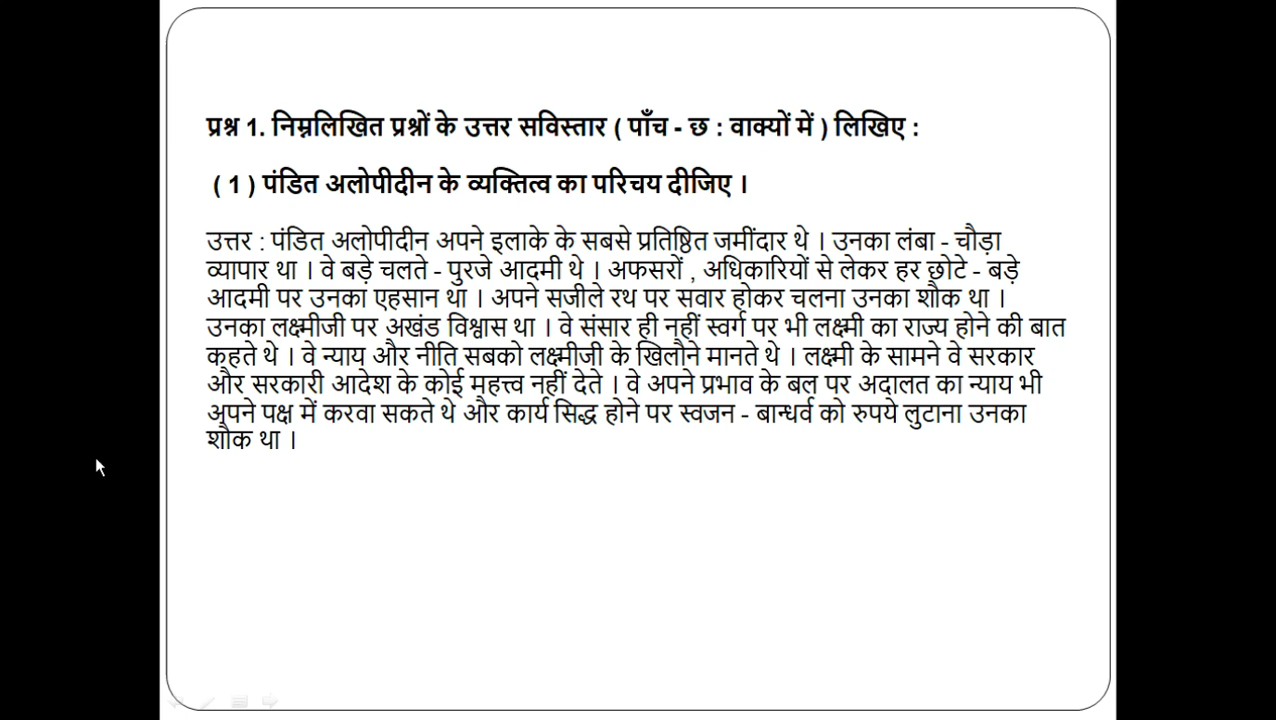 प्रश्न 1. निम्नलिखित प्रश्नों के उत्तर सविस्तार ( पाँच - छ : वाक्यों में ) लिखिए :
( 1 ) पंडित अलोपीदीन के व्यक्तित्व का परिचय दीजिए ।
उत्तर : पंडित अलोपीदीन अपने इलाके के सबसे प्रतिष्ठित जमींदार थे । उनका लंबा - चौड़ा
व्यापार था । वे बड़े चलते - पुरजे आदमी थे । अफसरों , अधिकारियों से लेकर हर छोटे - बड़े
आदमी पर उनका एहसान था । अपने सजीले रथ पर सवार होकर चलना उनका शौक था ।
उनका लक्ष्मीजी पर अखंड विश्वास था । वे संसार ही नहीं स्वर्ग पर भी लक्ष्मी का राज्य होने की बात
कहते थे । वे न्याय और नीति सबको लक्ष्मीजी के खिलौने मानते थे । लक्ष्मी के सामने वे सरकार
और सरकारी आदेश के कोई महत्त्व नहीं देते । वे अपने प्रभाव के बल पर अदालत का न्याय भी
अपने पक्ष में करवा सकते थे और कार्य सिद्ध होने पर स्वजन - बान्धर्व को रुपये लुटाना उनका
शौक था ।